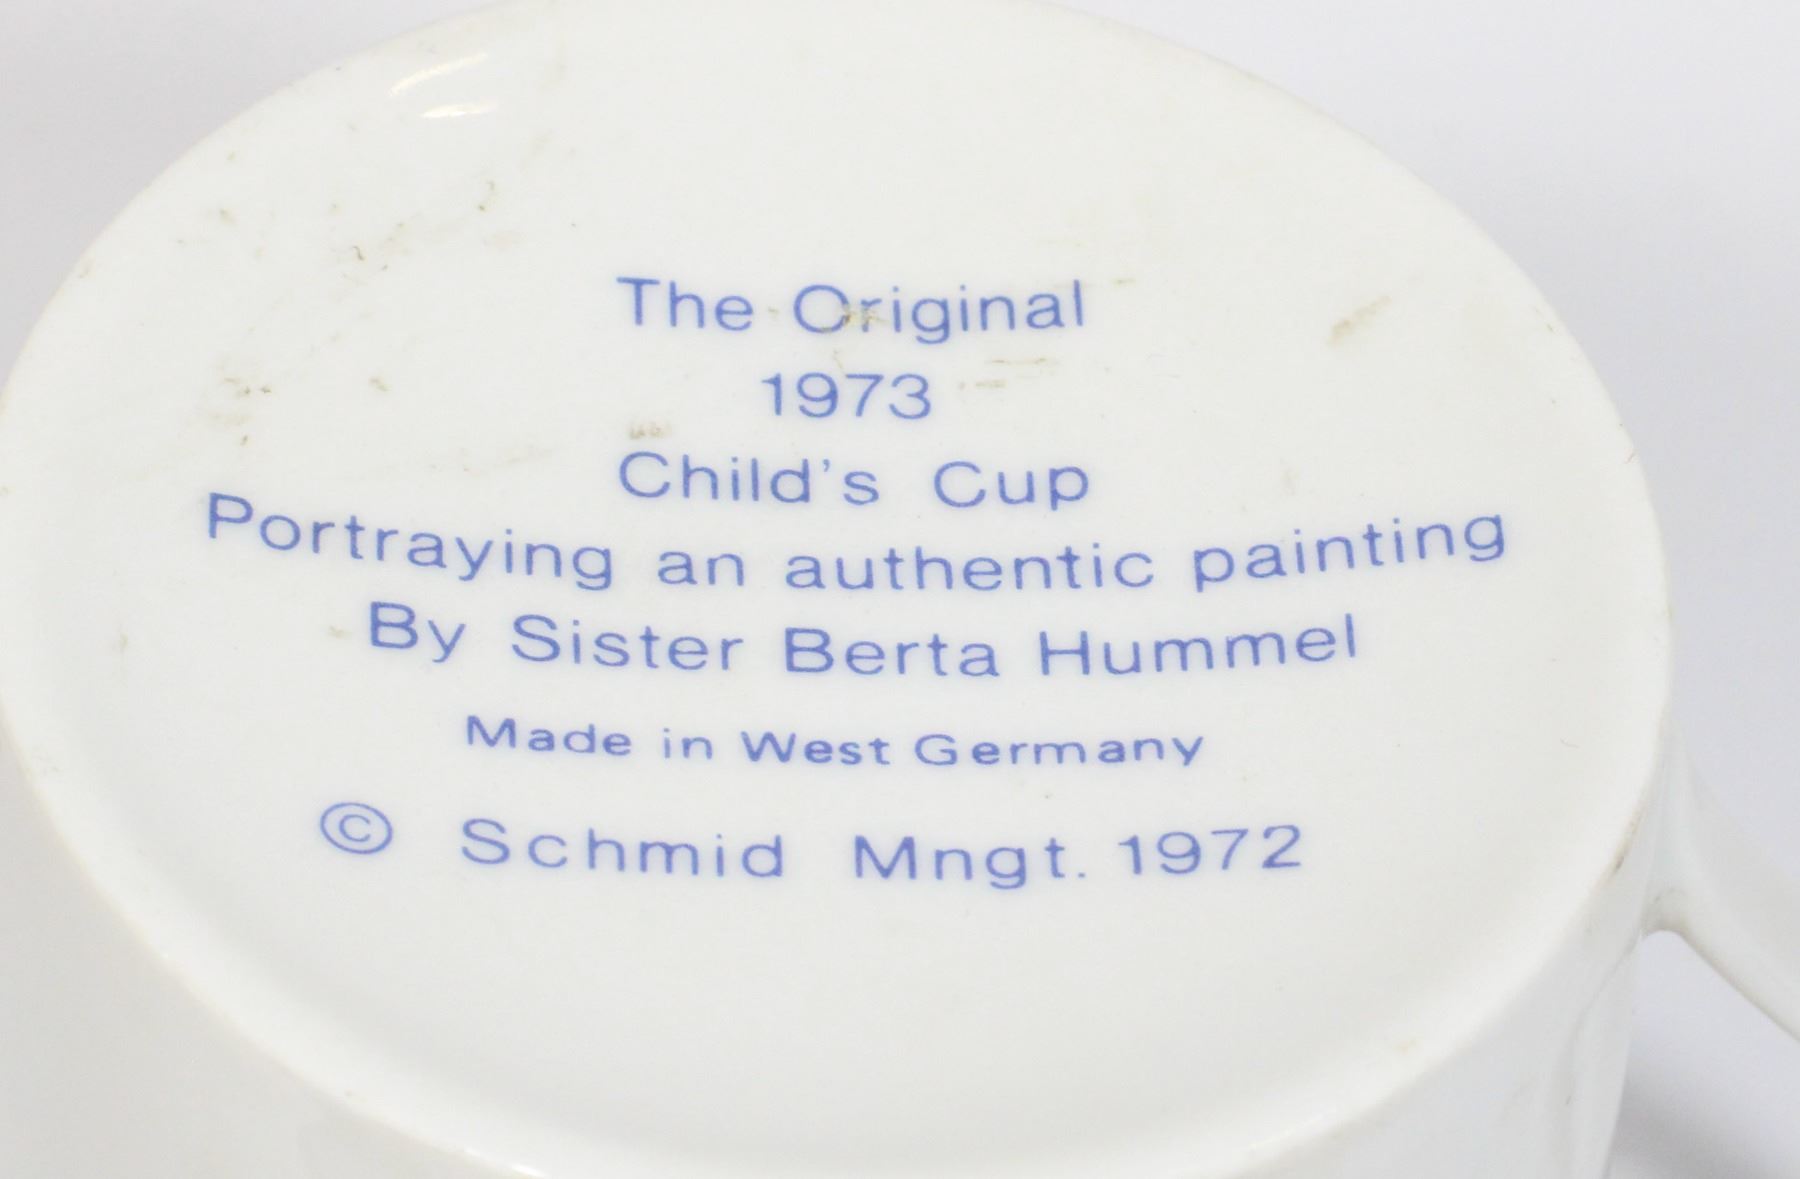 The Original
1973
Child's Cup
Portraying an authentic painting
By Sister Berta Hummel
Made in West Germany
© Schmid Mngt. 1972